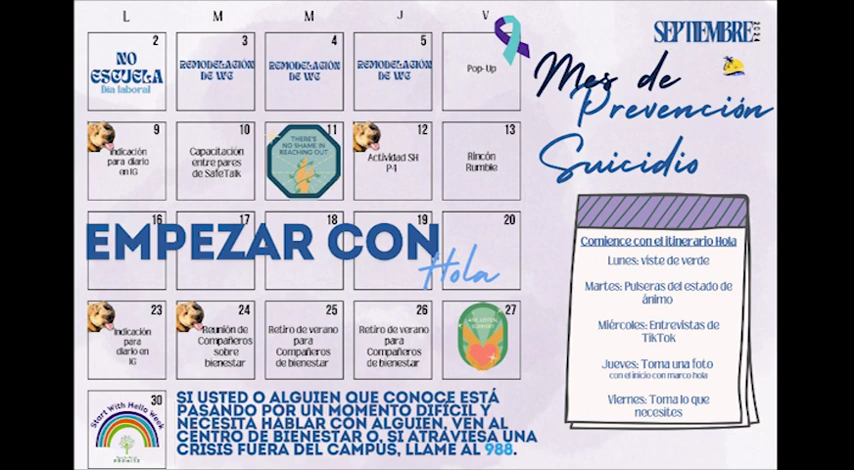 L M M J V
SEPTIEMBRE 2024
Mes de
Prevención
Suicidio
2
NO
ESCUELA
Día laboral
3
REMODELACIÓN
DE WC
4
REMODELACIÓN
DE WC
5
REMODELACIÓN
DE WC
Pop-Up
9
Indicación
para diario
en IG
10
Capacitación
entre pares
de SafeTalk
11
THERE'S
NO SHAME IN
REACHING OUT
12
Actividad SH
P4
13
Rincón
Rumble
16 17 18 19 20
EMPEZAR CON
Hola
23
Indicación
para
diario en
IG
24
Reunión de
Compañeros
sobre
bienestar
25
Retiro de verano
para
Compañeros
de bienestar
26
Retiro de verano
para
Compañeros
de bienestar
27
30
Start With Hello Week
SI USTED O ALGUIEN QUE CONOCE ESTÁ
PASANDO POR UN MOMENTO DIFÍCIL Y
NECESITA HABLAR CON ALGUIEN, VEN AL
CENTRO DE BIENESTAR O, SI ATRAVIESA UNA
CRISIS FUERA DEL CAMPUS, LLAME AL 988.
Comience con el itinerario Hola
Lunes: viste de verde
Martes: Pulseras del estado de
ánimo
Miércoles: Entrevistas de
TikTok
Jueves: Toma una foto
con el inicio con marco hola
Viernes: Toma lo que
necesites